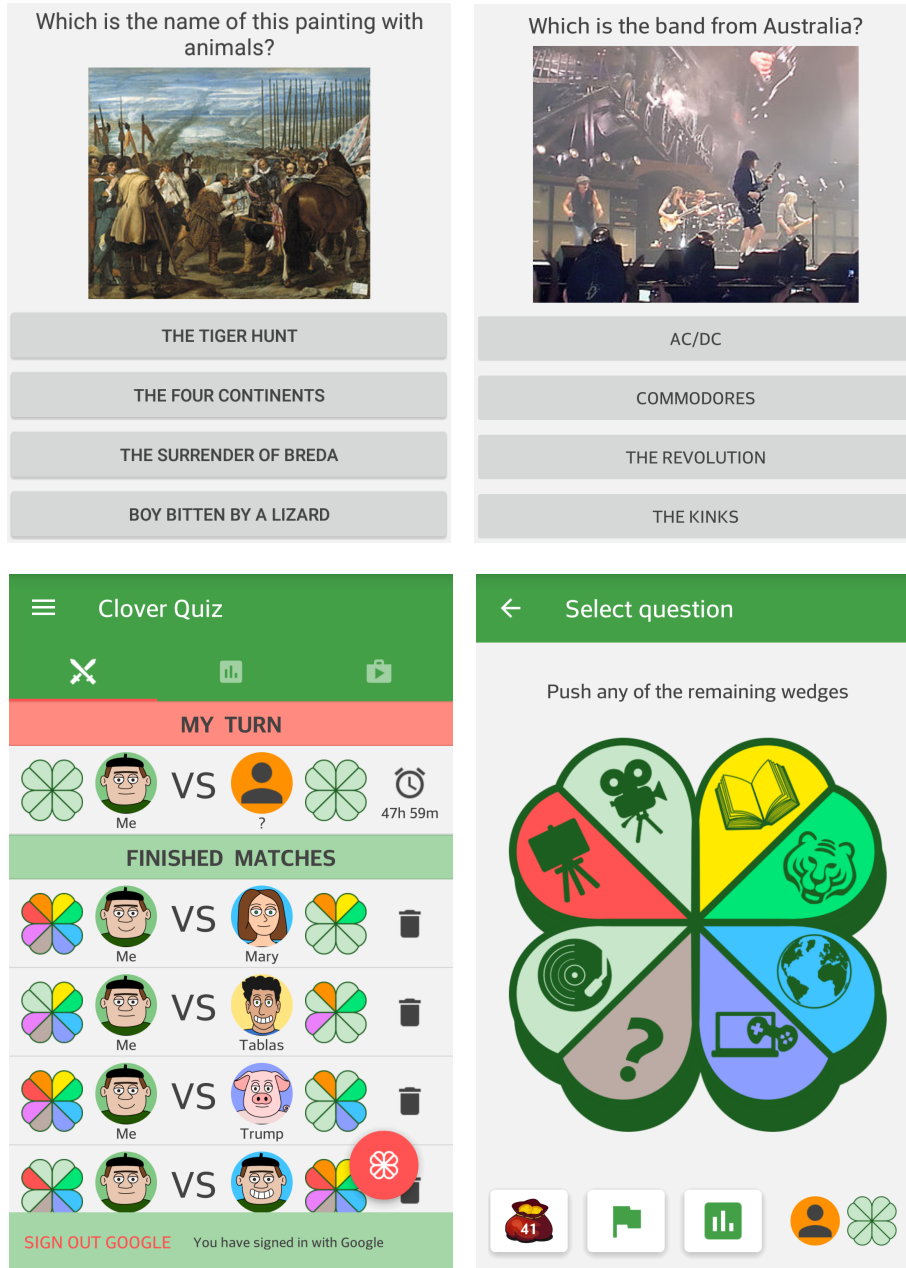 Which is the name of this painting with
animals?
THE TIGER HUNT
THE FOUR CONTINENTS
THE SURRENDER OF BREDA
BOY BITTEN BY A LIZARD
Which is the band from Australia?
AC/DC
COMMODORES
THE REVOLUTION
THE KINKS
Clover Quiz
MY TURN
VS
Me
?
47h 59m
FINISHED MATCHES
VS
Me
Mary
VS
Me
Tablas
VS
Me
Trump
VS
SIGN OUT GOOGLE
You have signed in with Google
Select question
Push any of the remaining wedges
?
41